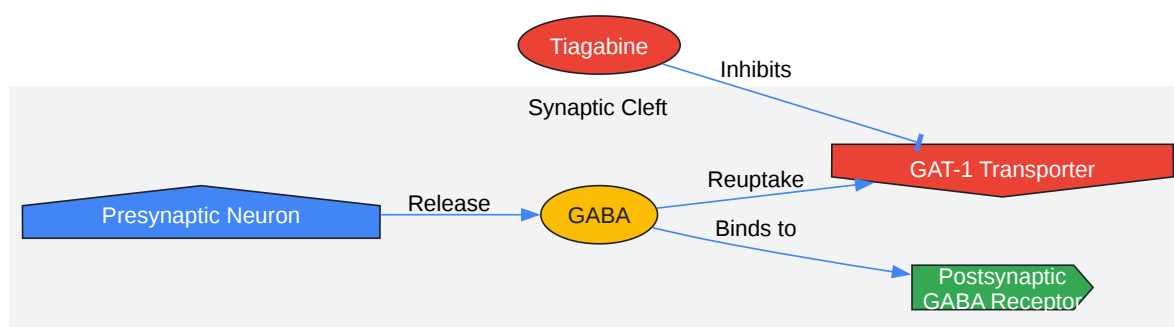 Tiagabine
Inhibits
Synaptic Cleft
GAT-1 Transporter
Presynaptic Neuron
Release
GABA
Reuptake
Binds to
Postsynaptic
GABA Receptor